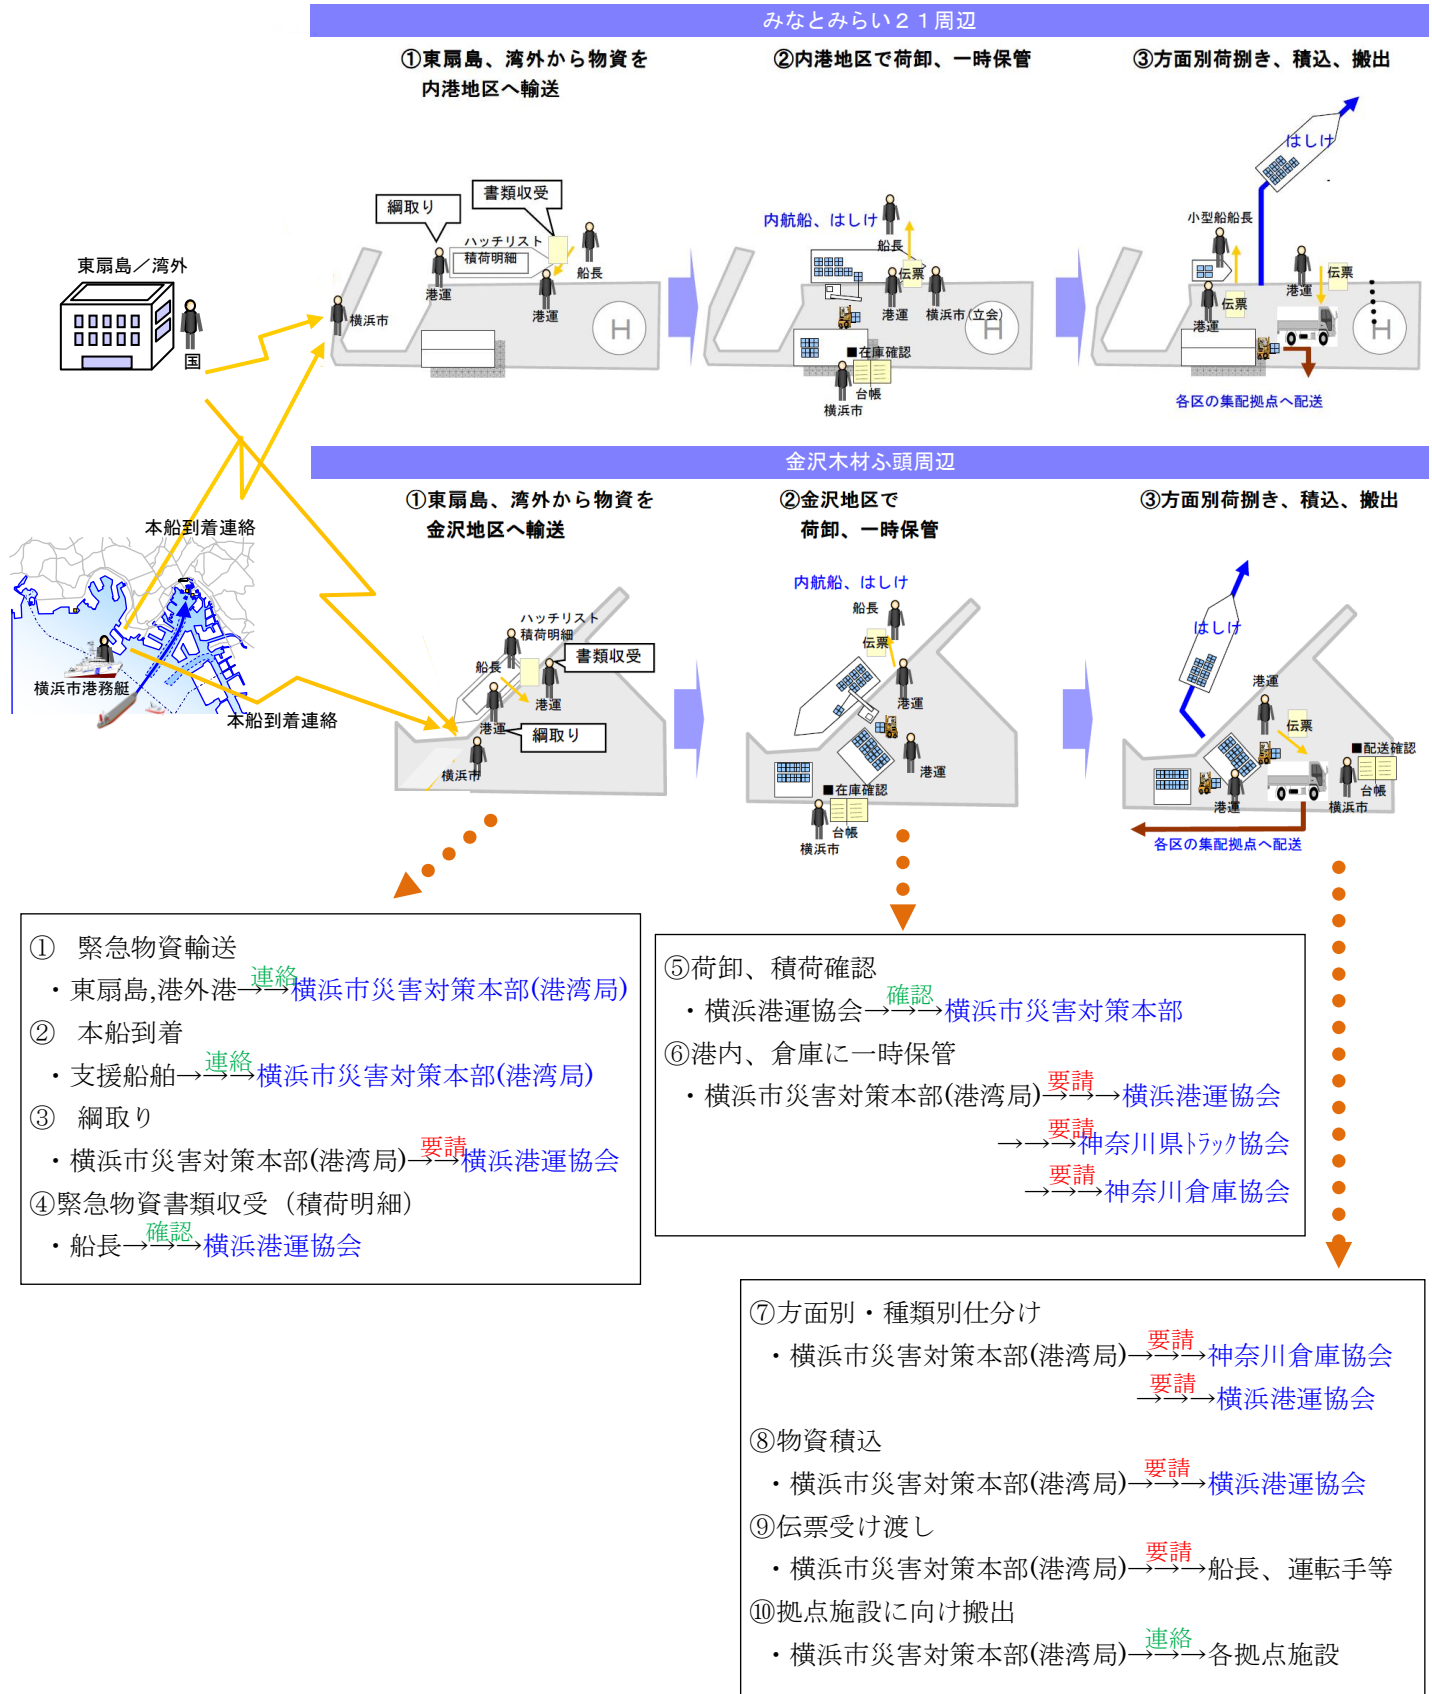 みなとみらい２１周辺
①東扇島、湾外から物資を
内港地区へ輸送
②内港地区で荷卸、一時保管
③方面別荷捌き、積込、搬出
東扇島／湾外
国
横浜市
綱取り
書類収受
ハッチリスト
積荷明細
船長
港運
港運
H
内航船、はしけ
船長
伝票
港運
横浜市(立会)
H
■在庫確認
台帳
横浜市
はしけ
小型船船長
伝票
港運
港運
伝票
H
各区の集配拠点へ配送
金沢木材ふ頭周辺
①東扇島、湾外から物資を
金沢地区へ輸送
②金沢地区で
荷卸、一時保管
③方面別荷捌き、積込、搬出
本船到着連絡
横浜市港務艇
本船到着連絡
ハッチリスト
積荷明細
船長
書類収受
港運
港運
綱取り
横浜市
内航船、はしけ
船長
伝票
港運
港運
■在庫確認
台帳
横浜市
はしけ
港運
伝票
■配送確認
台帳
港運
横浜市
各区の集配拠点へ配送
①　緊急物資輸送
・東扇島,港外港→連絡→横浜市災害対策本部(港湾局)
②　本船到着
・支援船舶→連絡→→横浜市災害対策本部(港湾局)
③　綱取り
・横浜市災害対策本部(港湾局)→要請→横浜港運協会
④緊急物資書類収受（積荷明細）
・船長→確認→→横浜港運協会
⑤荷卸、積荷確認
・横浜港運協会→確認→→横浜市災害対策本部
⑥港内、倉庫に一時保管
・横浜市災害対策本部(港湾局)→要請→→横浜港運協会
→→要請→神奈川県ﾄﾗｯｸ協会
→要請→→神奈川倉庫協会
⑦方面別・種類別仕分け
・横浜市災害対策本部(港湾局)→要請→→神奈川倉庫協会
→要請→→横浜港運協会
⑧物資積込
・横浜市災害対策本部(港湾局)→要請→→横浜港運協会
⑨伝票受け渡し
・横浜市災害対策本部(港湾局)→要請→→船長、運転手等
⑩拠点施設に向け搬出
・横浜市災害対策本部(港湾局)→連絡→→各拠点施設